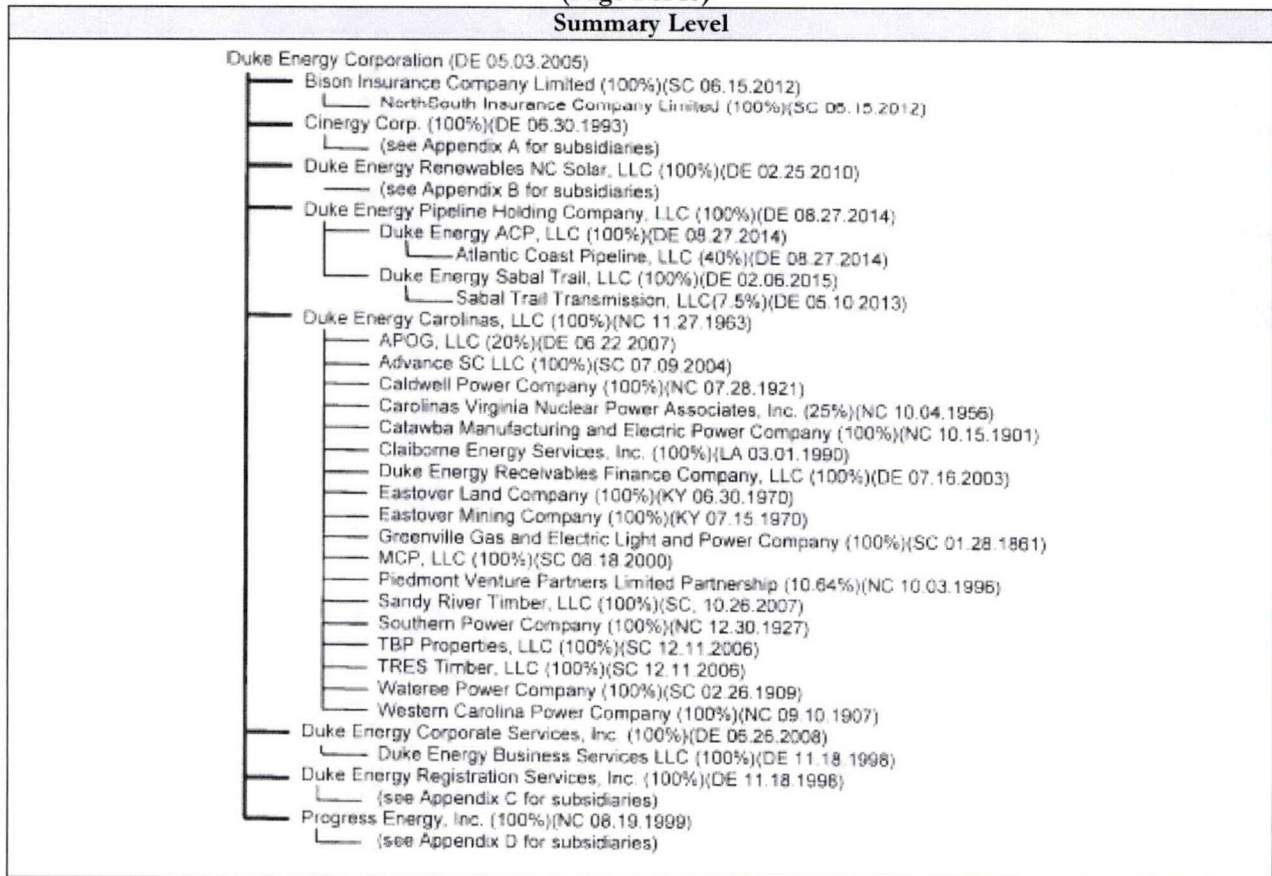 Summary Level
Duke Energy Corporation (DE 05.03.2005)
Bison Insurance Company Limited (100%)(SC 06.15.2012)
NorthSouth Insurance Company Limited (100%)(SC 06.15.2012)
Cinergy Corp. (100%)(DE 06.30.1993)
(see Appendix A for subsidiaries)
Duke Energy Renewables NC Solar, LLC (100%)(DE 02.25.2010)
(see Appendix B for subsidiaries)
Duke Energy Pipeline Holding Company, LLC (100%)(DE 08.27.2014)
Duke Energy ACP, LLC (100%)(DE 08.27.2014)
Atlantic Coast Pipeline, LLC (40%)(DE 08.27.2014)
Duke Energy Sabal Trail, LLC (100%)(DE 02.06.2015)
Sabal Trail Transmission, LLC(7.5%)(DE 05.10.2013)
Duke Energy Carolinas, LLC (100%)(NC 11.27.1963)
APOG, LLC (20%)(DE 06.22.2007)
Advance SC LLC (100%)(SC 07.09.2004)
Caldwell Power Company (100%)(NC 07.28.1921)
Carolinas Virginia Nuclear Power Associates, Inc. (25%)(NC 10.04.1956)
Catawba Manufacturing and Electric Power Company (100%)(NC 10.15.1901)
Claiborne Energy Services, Inc. (100%)(LA 03.01.1990)
Duke Energy Receivables Finance Company, LLC (100%)(DE 07.16.2003)
Eastover Land Company (100%)(KY 06.30.1970)
Eastover Mining Company (100%)(KY 07.15.1970)
Greenville Gas and Electric Light and Power Company (100%)(SC 01.28.1861)
MCP, LLC (100%)(SC 08.18.2000)
Piedmont Venture Partners Limited Partnership (10.64%)(NC 10.03.1996)
Sandy River Timber, LLC (100%)(SC, 10.26.2007)
Southern Power Company (100%)(NC 12.30.1927)
TBP Properties, LLC (100%)(SC 12.11.2006)
TRES Timber, LLC (100%)(SC 12.11.2006)
Wateree Power Company (100%)(SC 02.26.1909)
Western Carolina Power Company (100%)(NC 09.10.1907)
Duke Energy Corporate Services, Inc. (100%)(DE 06.26.2008)
Duke Energy Business Services LLC (100%)(DE 11.18.1998)
Duke Energy Registration Services, Inc. (100%)(DE 11.18.1998)
(see Appendix C for subsidiaries)
Progress Energy, Inc. (100%)(NC 08.19.1999)
(see Appendix D for subsidiaries)